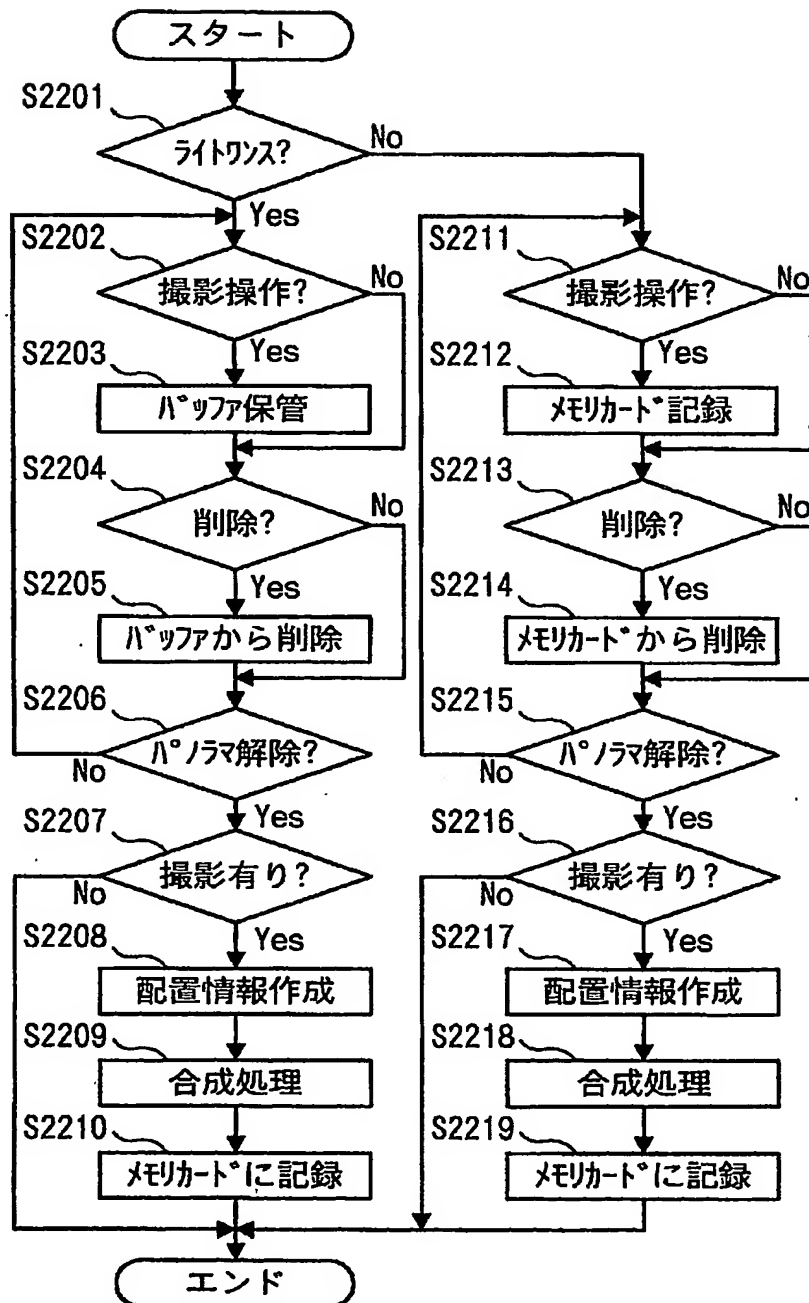 スタート
S2201
ライトワンス?
No
Yes
S2202
撮影操作?
No
Yes
S2203
バッファ保管
S2204
削除?
No
Yes
S2205
バッファから削除
S2206
パノラマ解除?
No
Yes
S2207
撮影有り?
No
Yes
S2208
配置情報作成
S2209
合成処理
S2210
メモリカードに記録
S2211
撮影操作?
No
Yes
S2212
メモリカード記録
S2213
削除?
No
Yes
S2214
メモリカードから削除
S2215
パノラマ解除?
No
Yes
S2216
撮影有り?
No
Yes
S2217
配置情報作成
S2218
合成処理
S2219
メモリカードに記録
エンド